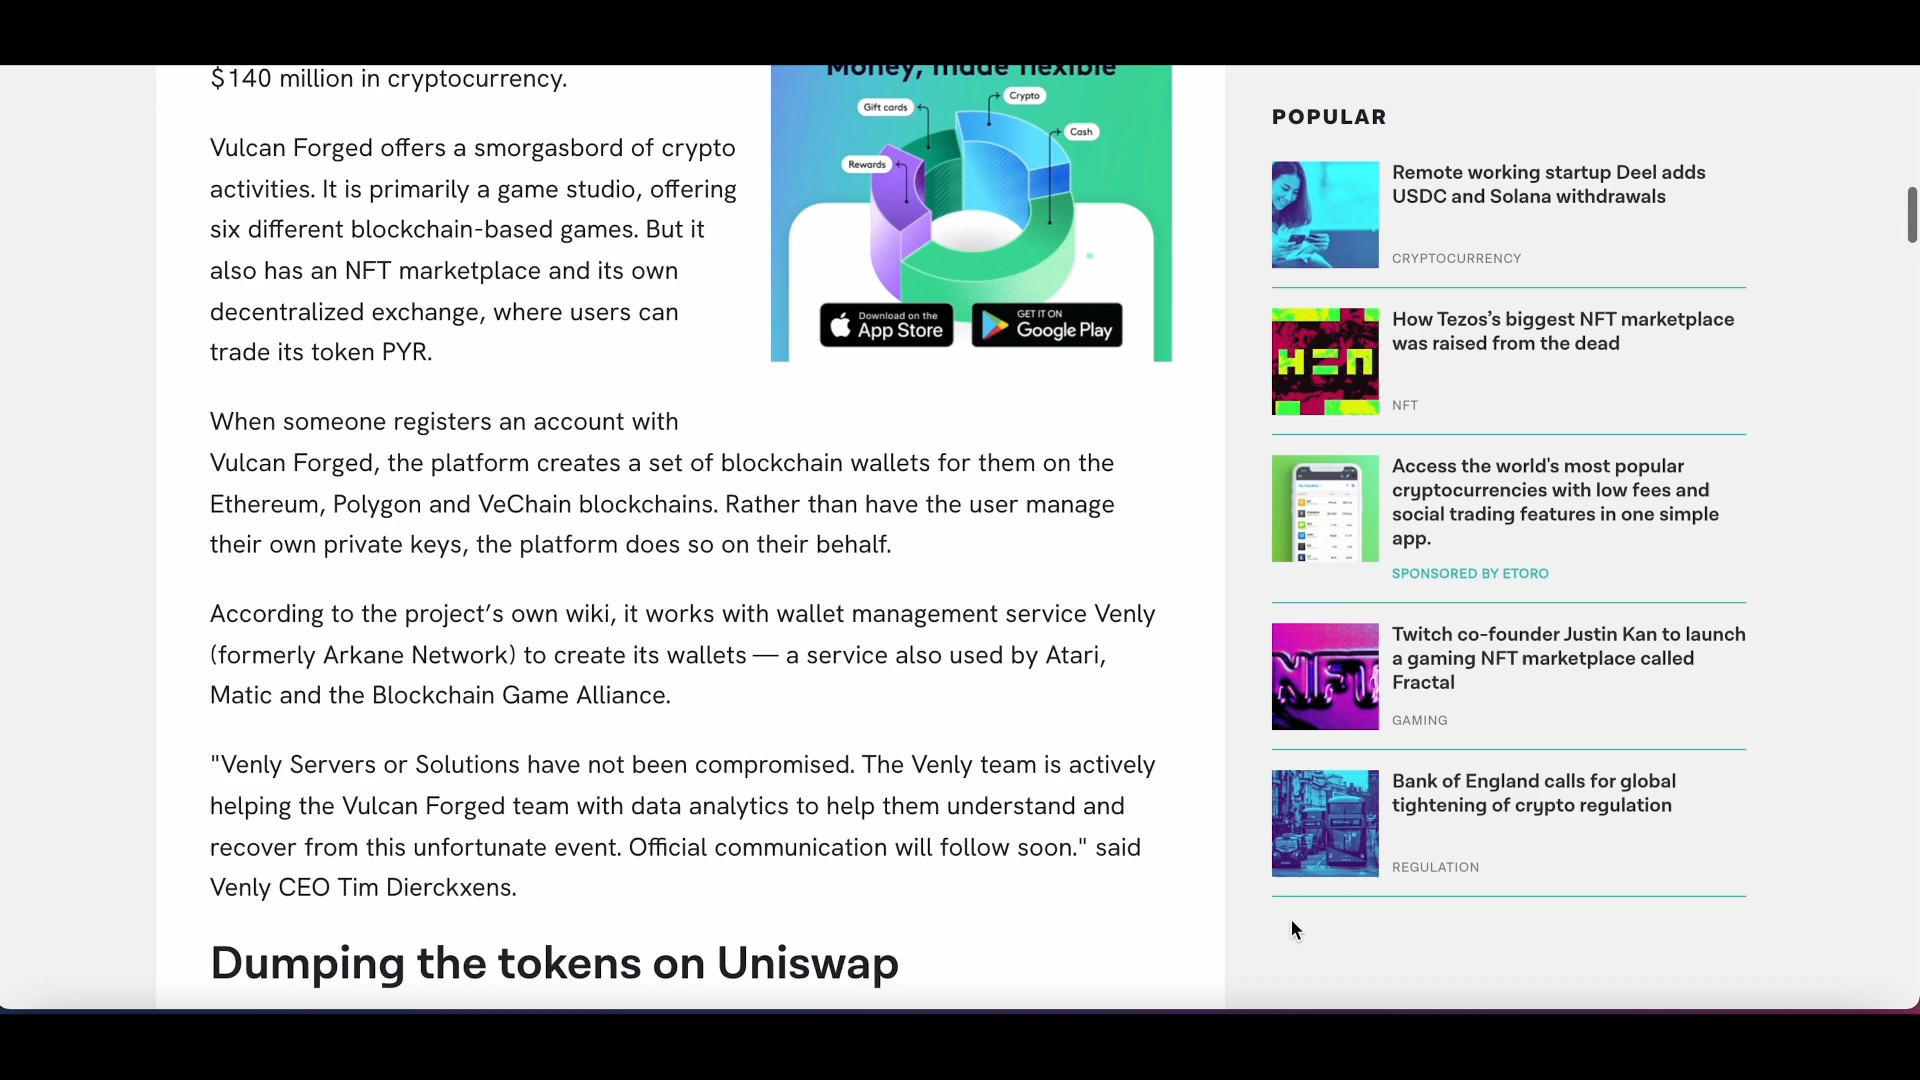 $140 million in cryptocurrency.
Money, made flexible
Gift cards
Crypto
Cash
Rewards
Download on the
App Store
GET IT ON
Google Play
Vulcan Forged offers a smorgasbord of crypto
activities. It is primarily a game studio, offering
six different blockchain-based games. But it
also has an NFT marketplace and its own
decentralized exchange, where users can
trade its token PYR.
When someone registers an account with
Vulcan Forged, the platform creates a set of blockchain wallets for them on the
Ethereum, Polygon and VeChain blockchains. Rather than have the user manage
their own private keys, the platform does so on their behalf.
According to the project’s own wiki, it works with wallet management service Venly
(formerly Arkane Network) to create its wallets — a service also used by Atari,
Matic and the Blockchain Game Alliance.
"Venly Servers or Solutions have not been compromised. The Venly team is actively
helping the Vulcan Forged team with data analytics to help them understand and
recover from this unfortunate event. Official communication will follow soon." said
Venly CEO Tim Dierckxens.
Dumping the tokens on Uniswap
POPULAR
Remote working startup Deel adds
USDC and Solana withdrawals
CRYPTOCURRENCY
How Tezos’s biggest NFT marketplace
was raised from the dead
NFT
HEN
Access the world's most popular
cryptocurrencies with low fees and
social trading features in one simple
app.
SPONSORED BY ETORO
Twitch co-founder Justin Kan to launch
a gaming NFT marketplace called
Fractal
GAMING
NFT
Bank of England calls for global
tightening of crypto regulation
REGULATION